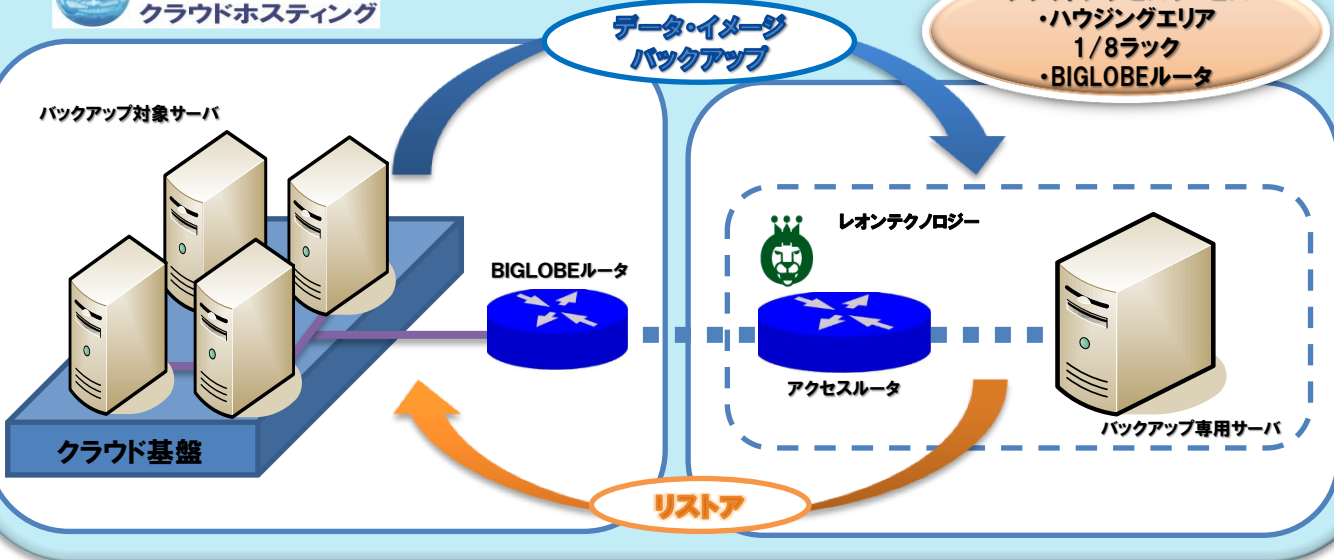 クラウドホスティング
データ・イメージ
バックアップ
・ハウジングエリア
1/8ラック
・BIGLOBEルータ
バックアップ対象サーバ
レオンテクノロジー
BIGLOBEルータ
アクセスルータ
バックアップ専用サーバ
クラウド基盤
リストア